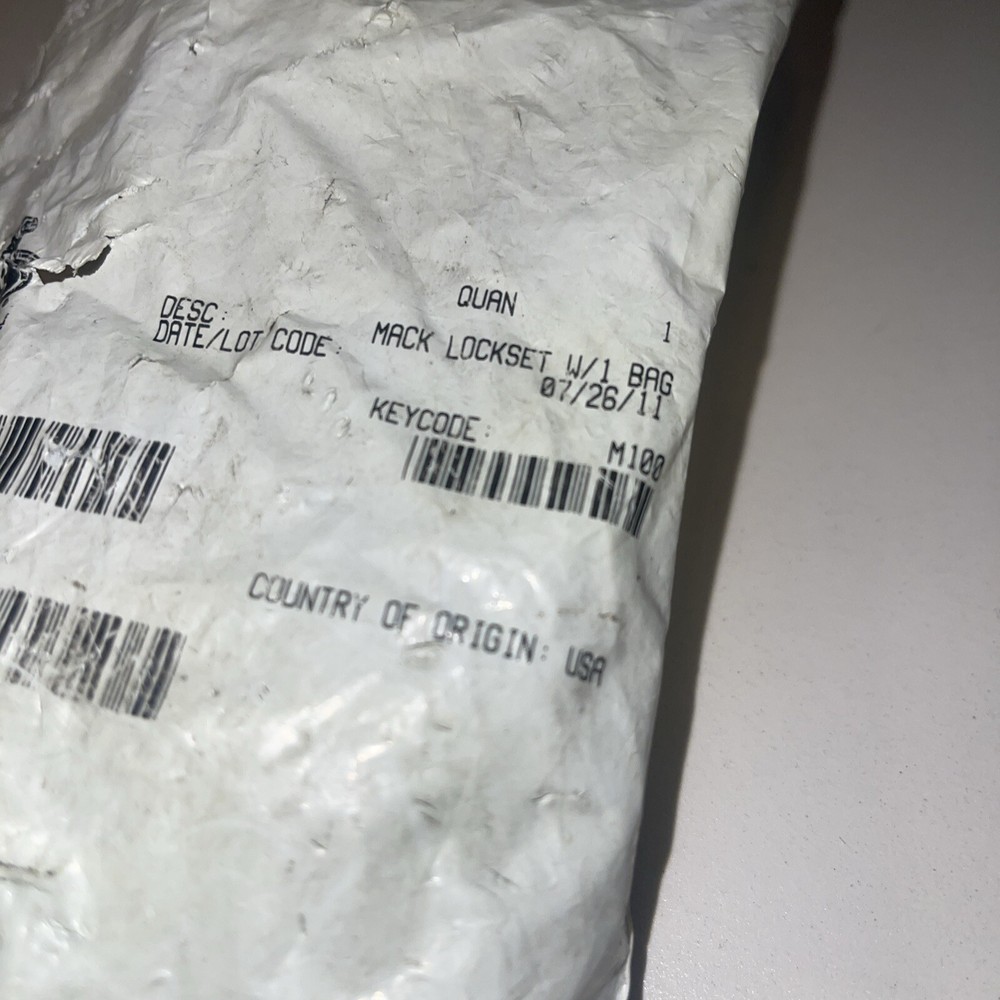 QUAN 1
DESC: MACK LOCKSET W/1 BAG
DATE/LOT CODE: 07/26/11
KEYCODE: M100
COUNTRY OF ORIGIN: USA